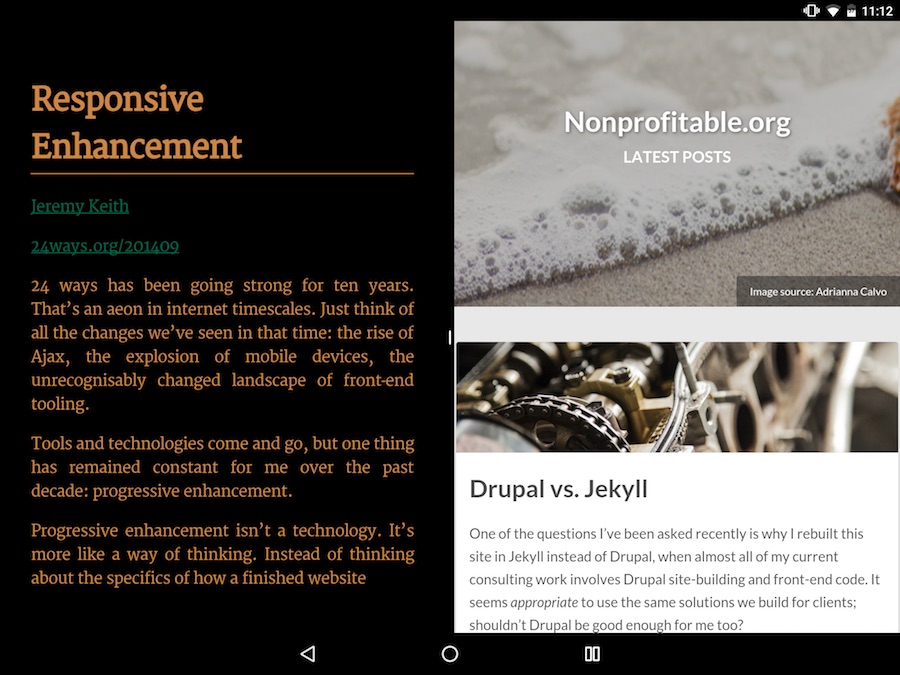 11:12
Responsive
Enhancement
Jeremy Keith
24ways.org/201409
24 ways has been going strong for ten years.
That’s an aeon in internet timescales. Just think of
all the changes we’ve seen in that time: the rise of
Ajax, the explosion of mobile devices, the
unrecognisably changed landscape of front-end
tooling.
Tools and technologies come and go, but one thing
has remained constant for me over the past
decade: progressive enhancement.
Progressive enhancement isn’t a technology. It’s
more like a way of thinking. Instead of thinking
about the specifics of how a finished website
Nonprofitable.org
LATEST POSTS
Image source: Adrianna Calvo
Drupal vs. Jekyll
One of the questions I’ve been asked recently is why I rebuilt this
site in Jekyll instead of Drupal, when almost all of my current
consulting work involves Drupal site-building and front-end code. It
seems appropriate to use the same solutions we build for clients;
shouldn’t Drupal be good enough for me too?